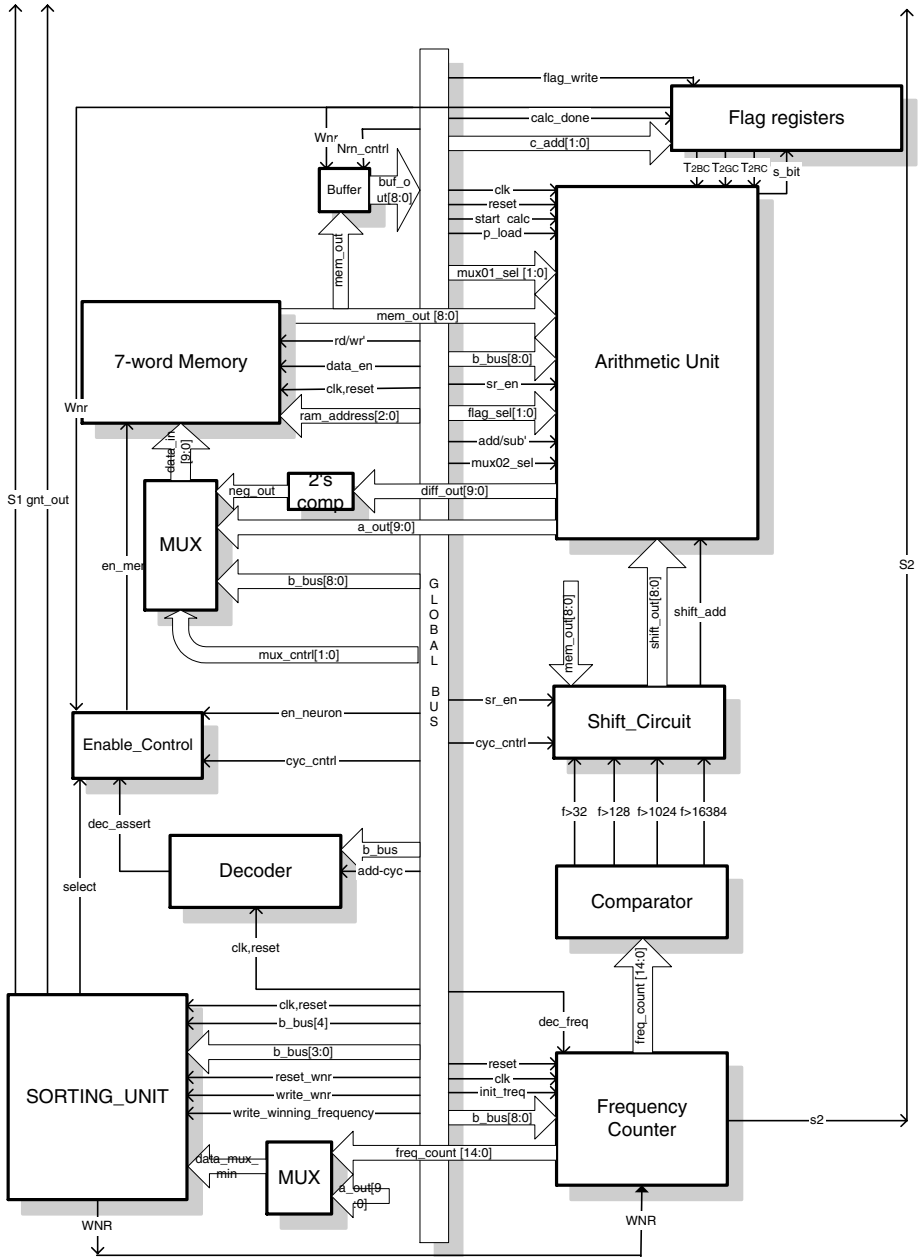 flag_write
Flag registers
calc_done
Wnr
Nrn_cntrl
c_add[1:0]
T2BC T2GC T2RC s_bit
Buffer
buf_o
ut[8:0]
clk
reset
start_calc
p_load
mem_out
mux01_sel [1:0]
mem_out [8:0]
7-word Memory
rd/wr'
data_en
clk,reset
ram_address[2:0]
b_bus[8:0]
sr_en
flag_sel[1:0]
add/sub'
mux02_sel
Arithmetic Unit
Wnr
data_in
[9:0]
neg_out
2's
comp
diff_out[9:0]
a_out[9:0]
MUX
S1 gnt_out
en_mem
b_bus[8:0]
mux_cntrl[1:0]
GLOBAL BUS
mem_out[8:0]
shift_out[8:0]
shift_add
S2
en_neuron
sr_en
Shift_Circuit
Enable_Control
cyc_cntrl
cyc_cntrl
dec_assert
f>32 f>128 f>1024 f>16384
b_bus
add-cyc
Decoder
select
Comparator
clk,reset
freq_count [14:0]
dec_freq
clk,reset
b_bus[4]
b_bus[3:0]
reset_wnr
write_wnr
write_winning_frequency
SORTING_UNIT
reset
clk
init_freq
b_bus[8:0]
Frequency
Counter
s2
freq_count [14:0]
data_mux_
min
MUX
a_out[9
:0]
WNR
WNR